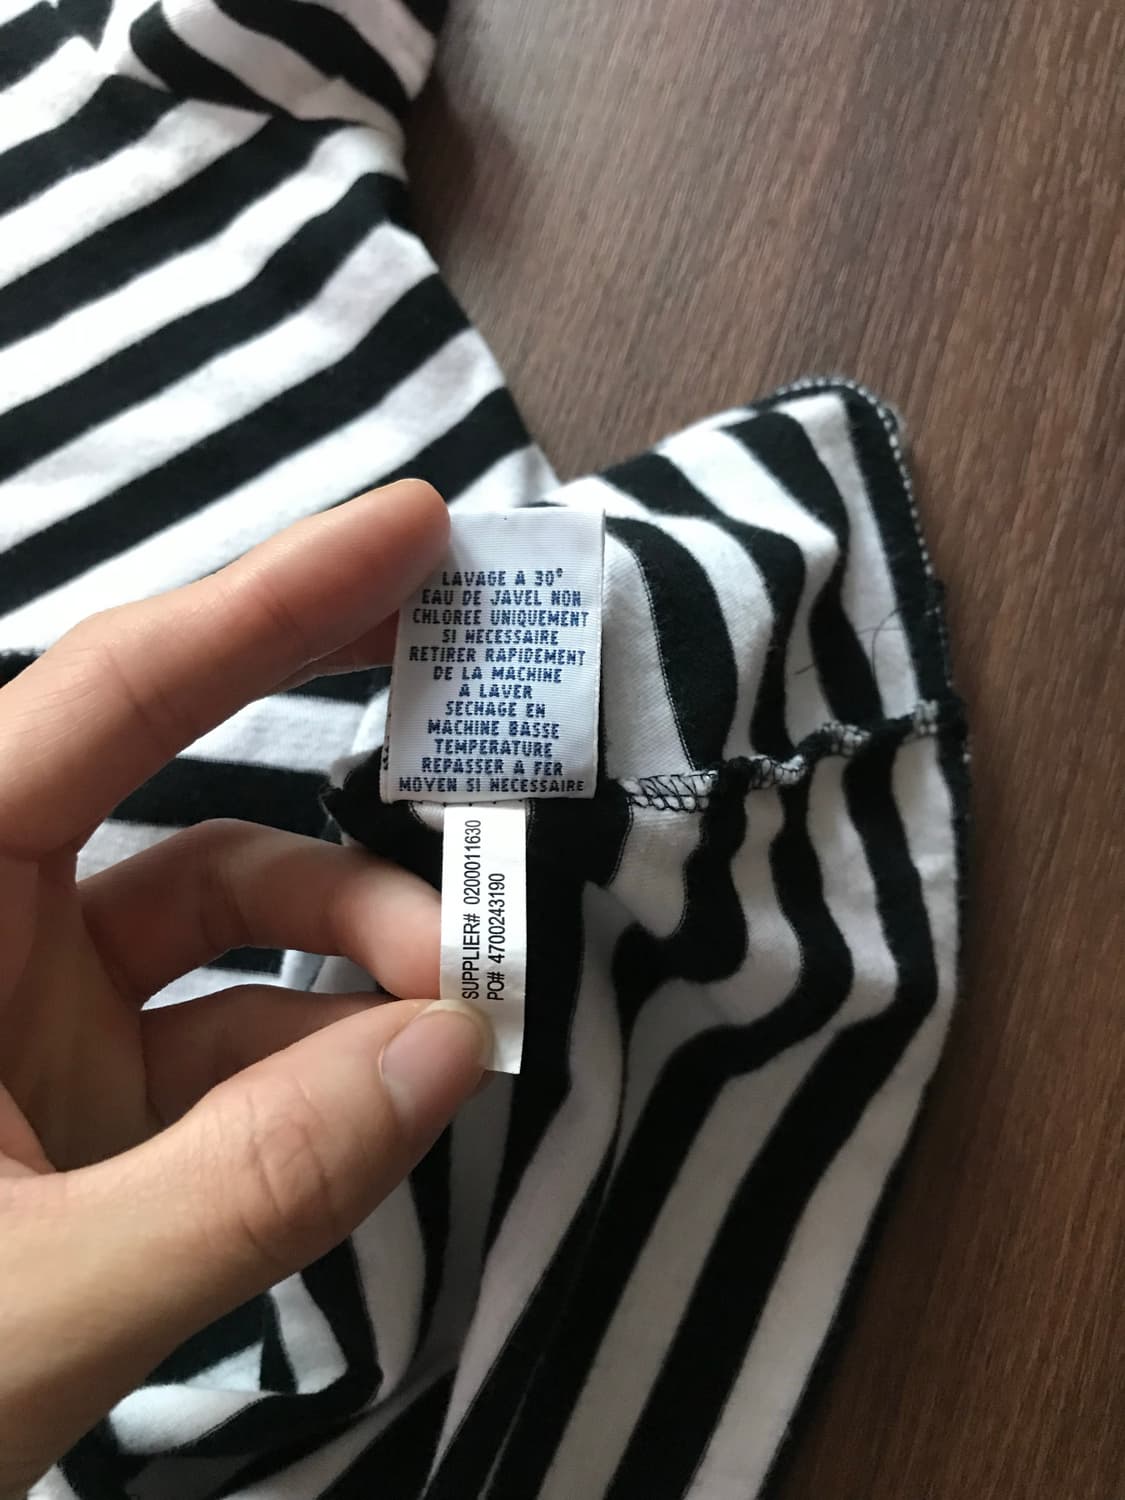 LAVAGE A 30°
EAU DE JAVEL NON
CHLOREE UNIQUEMENT
SI NECESSAIRE
RETIRER RAPIDEMENT
DE LA MACHINE
A LAVER
SECHAGE EN
MACHINE BASSE
TEMPERATURE
REPASSER A FER
MOYEN SI NECESSAIRE
SUPPLIER# 0200011630
PO# 4700243190